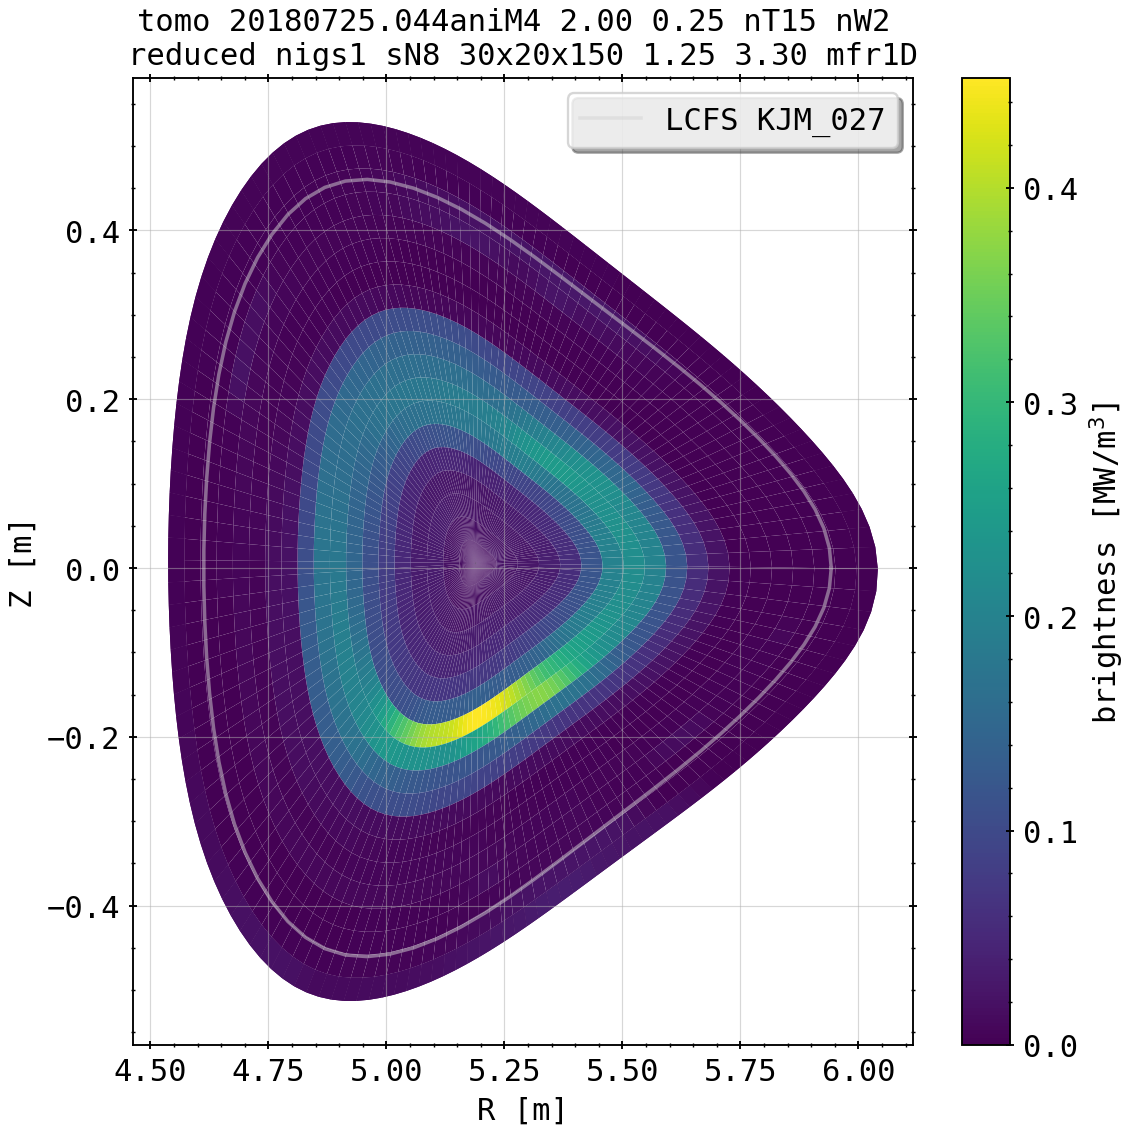 tomo 20180725.044aniM4 2.00 0.25 nT15 nW2
reduced nigs1 sN8 30x20x150 1.25 3.30 mfr1D
LCFS KJM_027
0.4
0.2
0.0
−0.2
−0.4
Z [m]
4.50 4.75 5.00 5.25 5.50 5.75 6.00
R [m]
0.4
0.3
0.2
0.1
0.0
brightness [MW/m³]